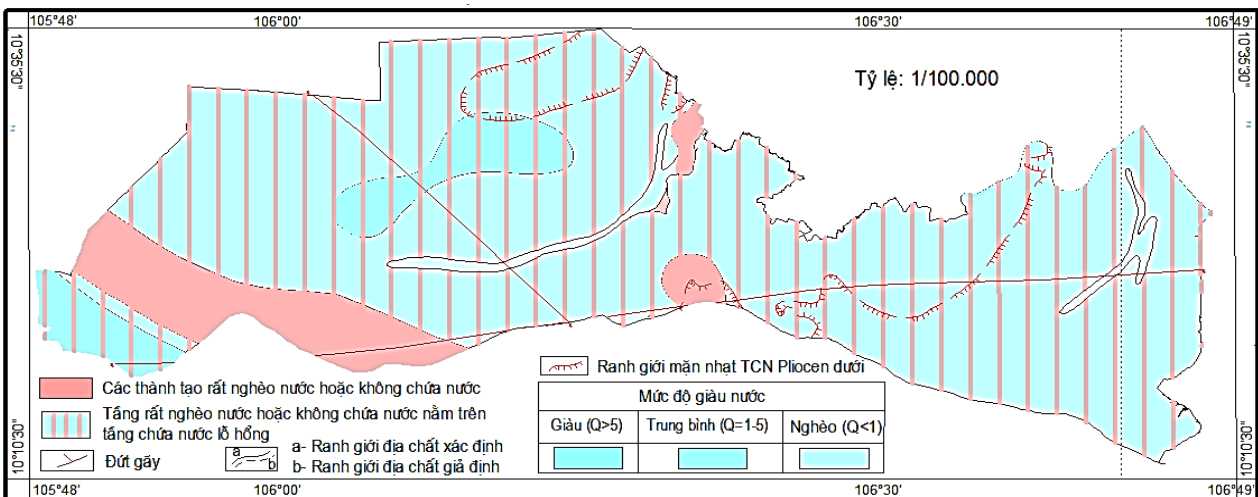 105°48' 106°00' 106°30' 106°49'
10°35'30"
10°35'30"
Tỷ lệ: 1/100.000
Ranh giới mặn nhạt TCN Pliocen dưới
Các thành tạo rất nghèo nước hoặc không chứa nước
Mức độ giàu nước
Tầng rất nghèo nước hoặc không chứa nước nằm trên
tầng chứa nước lỗ hổng
Giàu (Q>5) Trung bình (Q=1-5) Nghèo (Q<1)
Đứt gãy
a
b
a- Ranh giới địa chất xác định
b- Ranh giới địa chất giả định
10°10'30"
10°10'30"
105°48' 106°00' 106°30' 106°49'